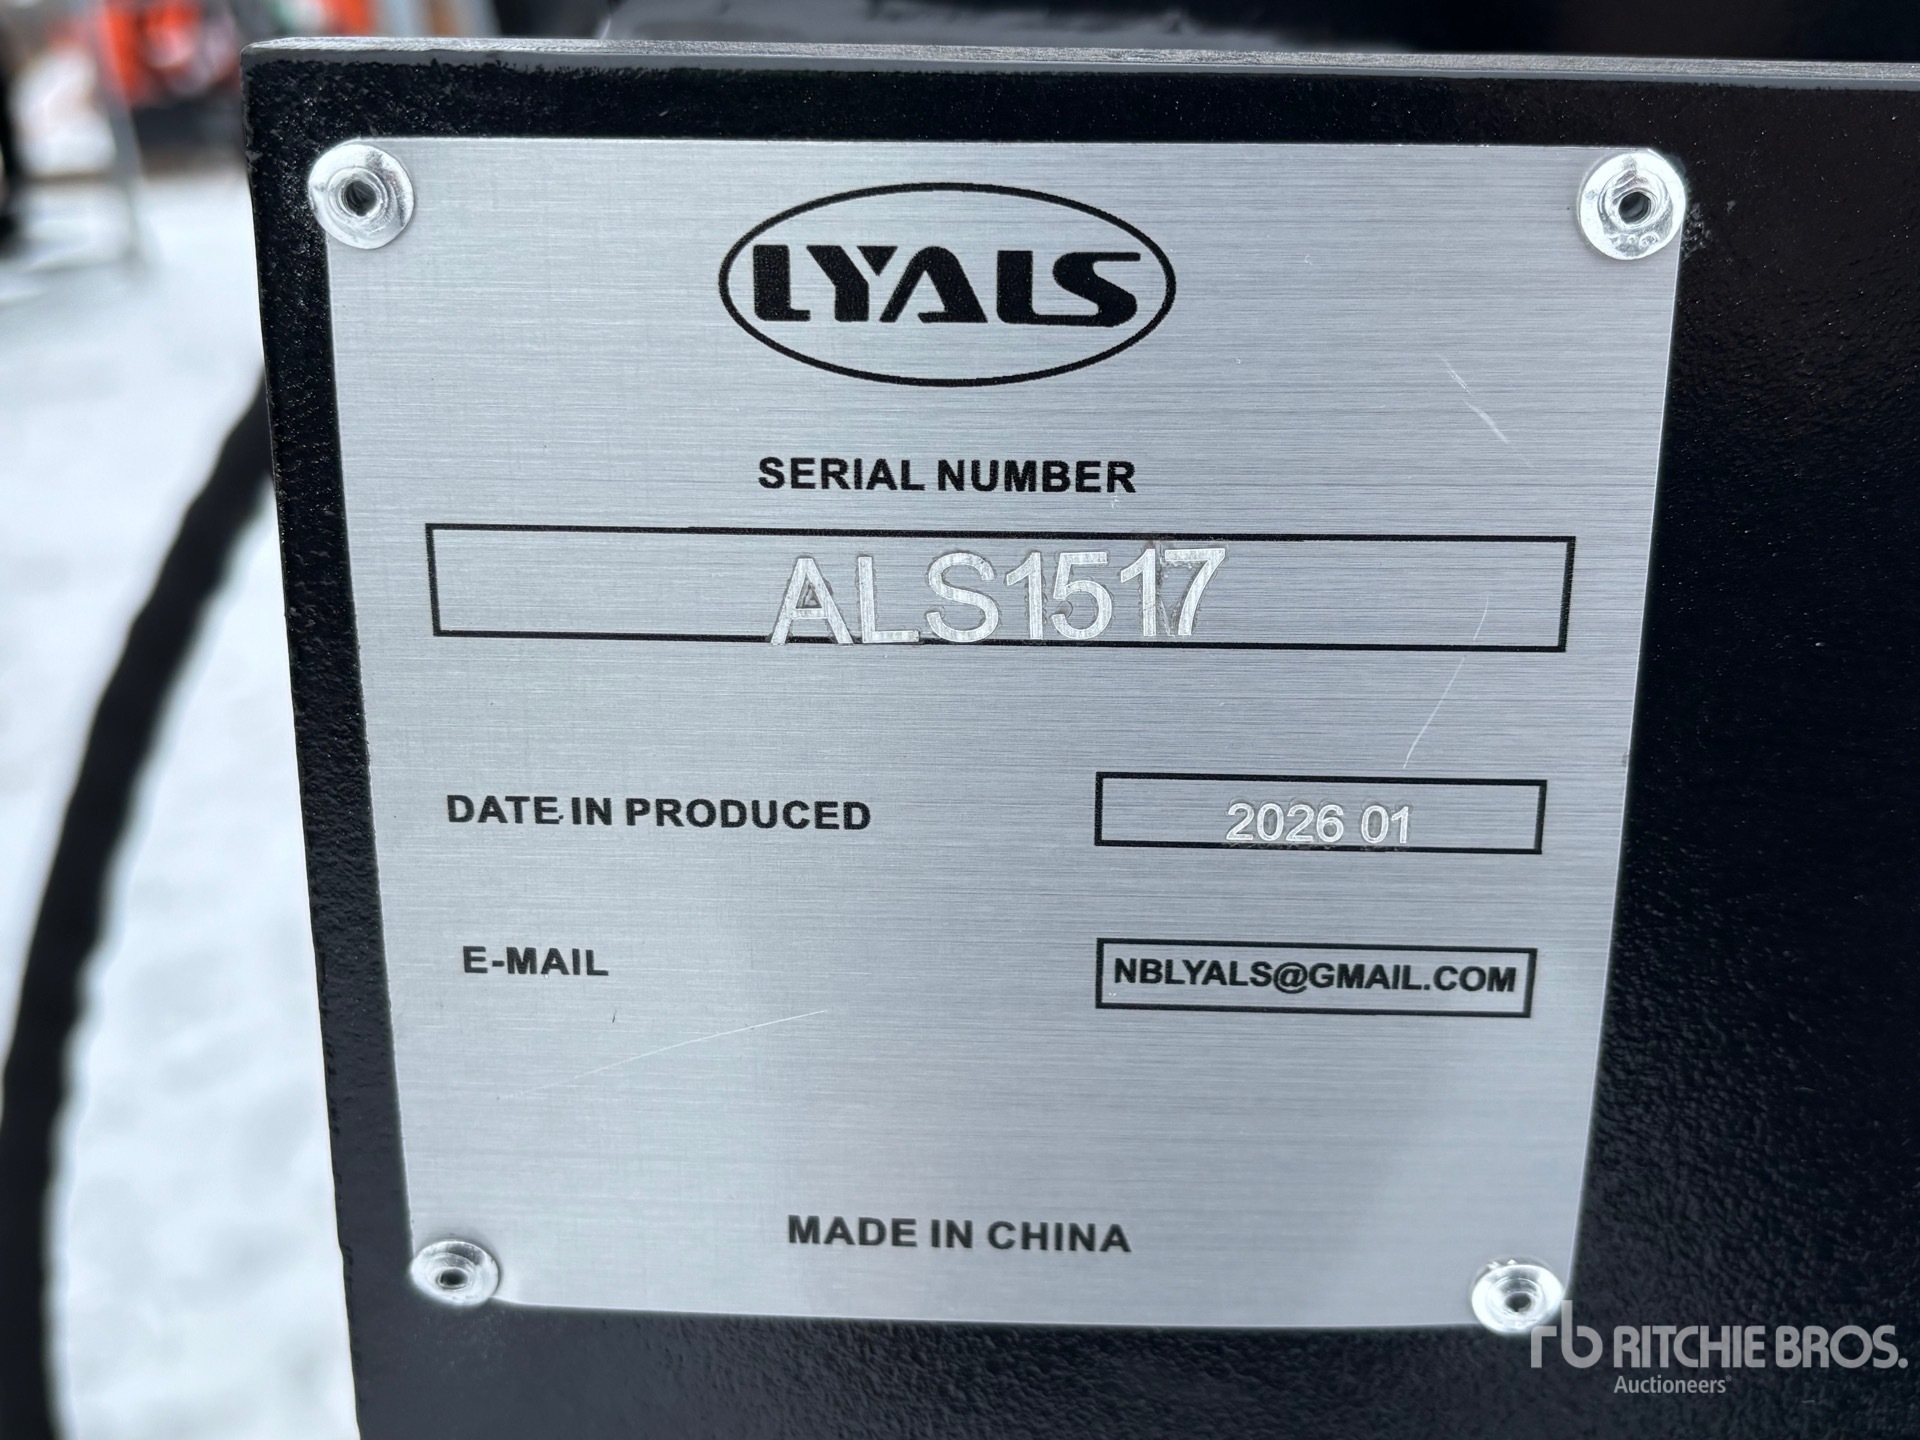 LYALS
SERIAL NUMBER
ALS1517
DATE IN PRODUCED 2026 01
E-MAIL NBLYALS@GMAIL.COM
MADE IN CHINA
rb RITCHIE BROS.
Auctioneers